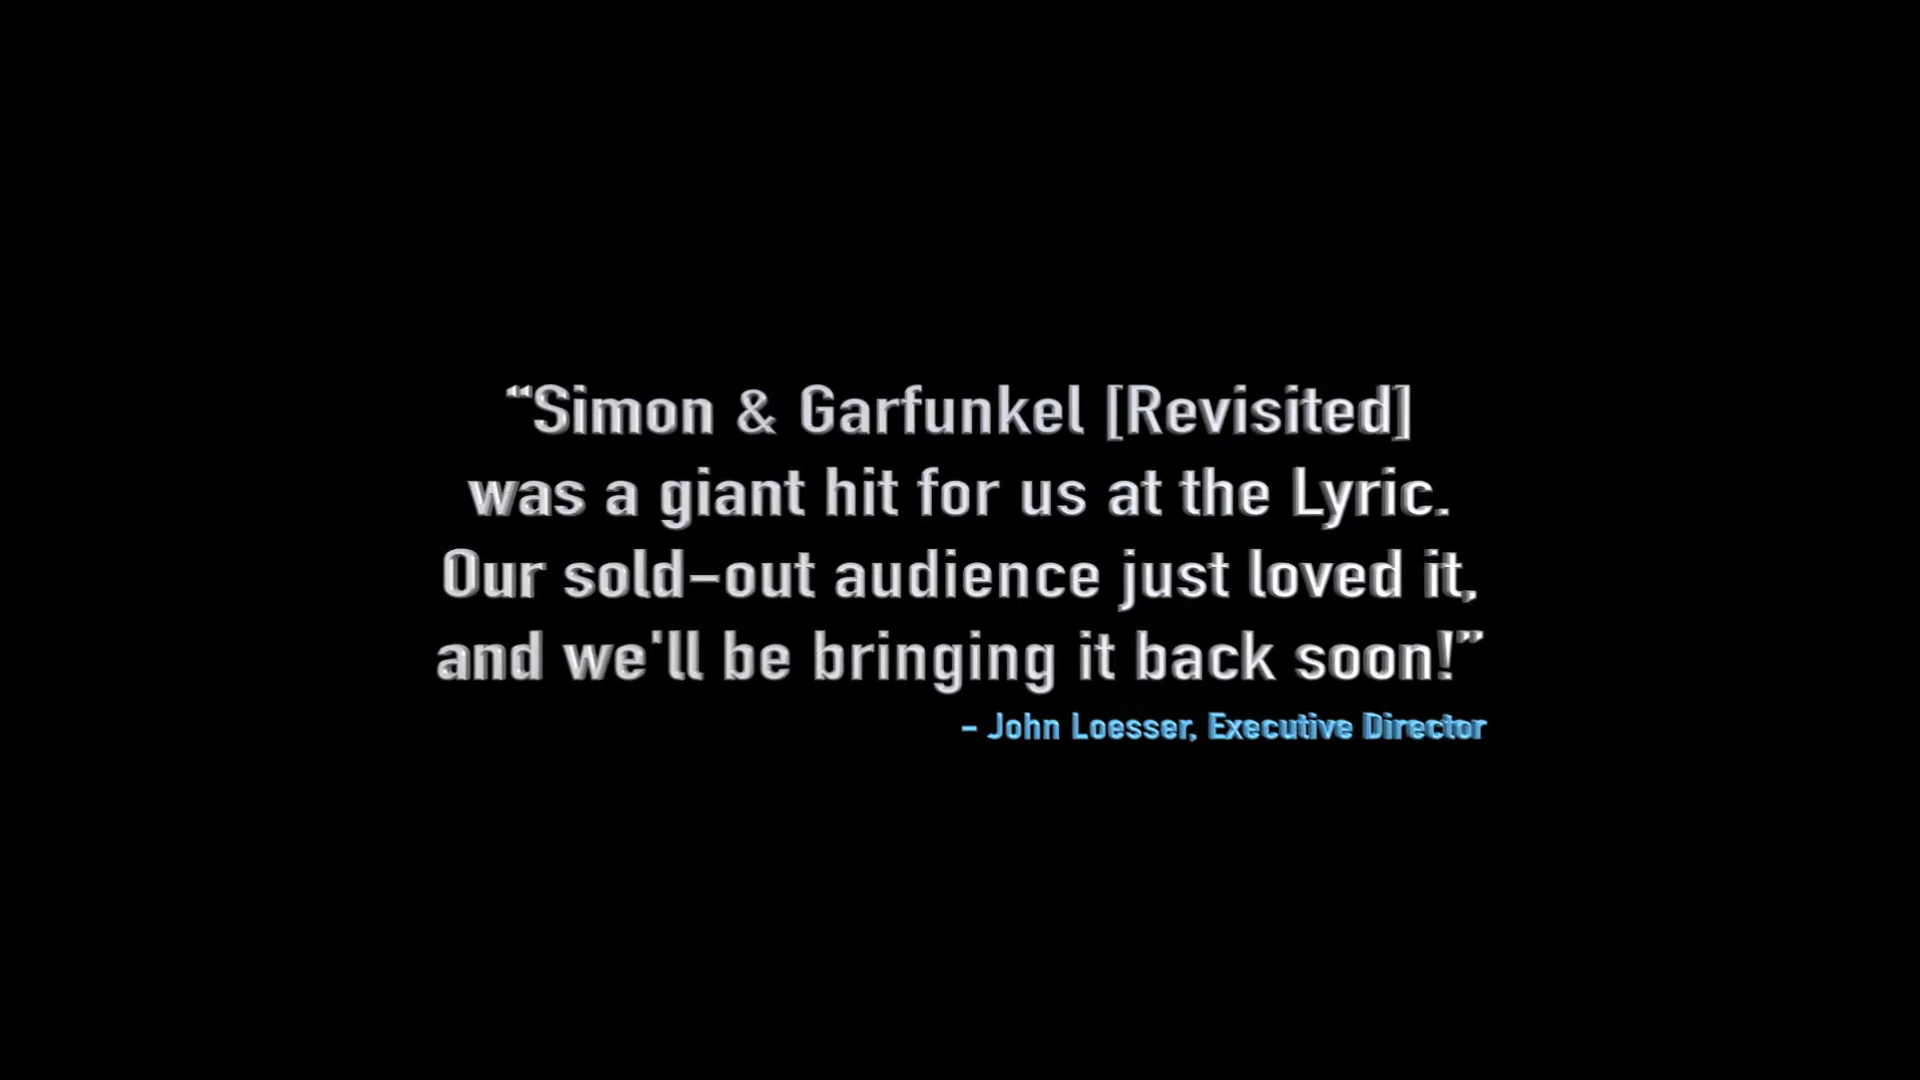 “Simon & Garfunkel [Revisited]
was a giant hit for us at the Lyric.
Our sold-out audience just loved it,
and we'll be bringing it back soon!”
- John Loesser, Executive Director